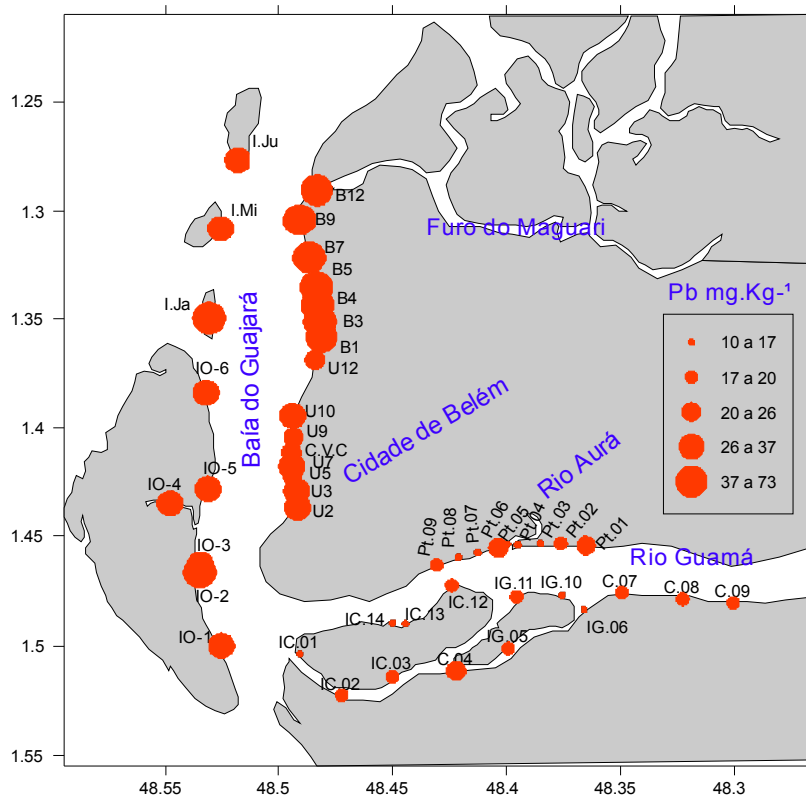 1.25
1.3
1.35
1.4
1.45
1.5
1.55
48.55
48.5
48.45
48.4
48.35
48.3
I.Ju
I.Mi
I.Ja
IO-6
IO-5
IO-4
IO-3
IO-2
IO-1
Baía do Guajará
B12
B9
B7
B5
B4
B3
B1
U12
U10
U9
C.V.C
U7
U5
U3
U2
Cidade de Belém
Furo do Maguari
Rio Aurá
Rio Guamá
Pt.09
Pt.08
Pt.07
Pt.06
Pt.05
Pt.04
Pt.03
Pt.02
Pt.01
IC.14
IC.13
IC.12
IC.01
IC.02
IC.03
C.04
IG.05
IG.11
IG.10
IG.06
C.07
C.08
C.09
Pb mg.Kg-¹
10 a 17
17 a 20
20 a 26
26 a 37
37 a 73